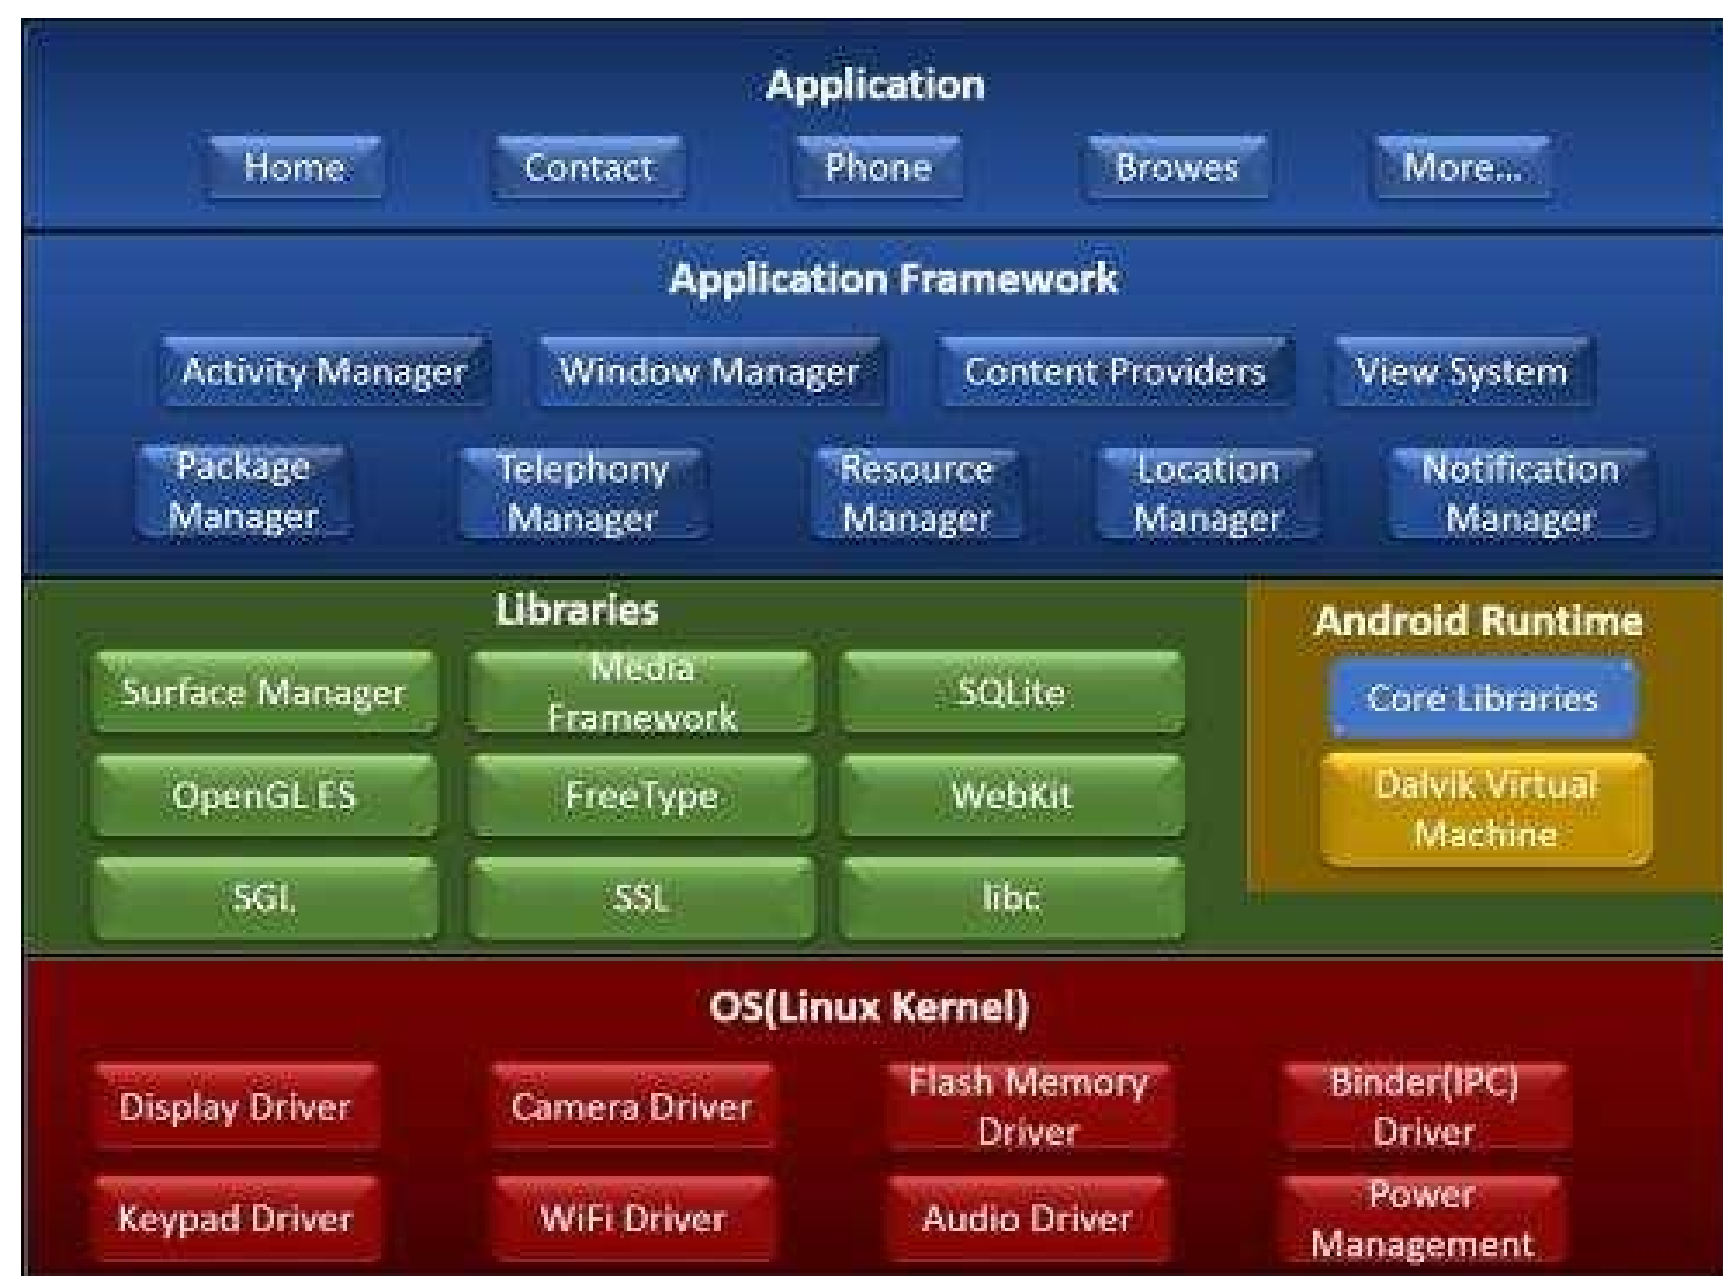 Application
Home Contact Phone Browes More...
Application Framework
Activity Manager Window Manager Content Providers View System
Package Manager
Telephony Manager
Resource Manager
Location Manager
Notification Manager
Libraries
Surface Manager
Media Framework
SQLite
OpenGL ES FreeType WebKit
SGL SSL libc
Android Runtime
Core Libraries
Dalvik Virtual
Machine
OS(Linux Kernel)
Display Driver
Camera Driver
Flash Memory
Driver
Binder(IPC)
Driver
Keypad Driver
WiFi Driver
Audio Driver
Power
Management